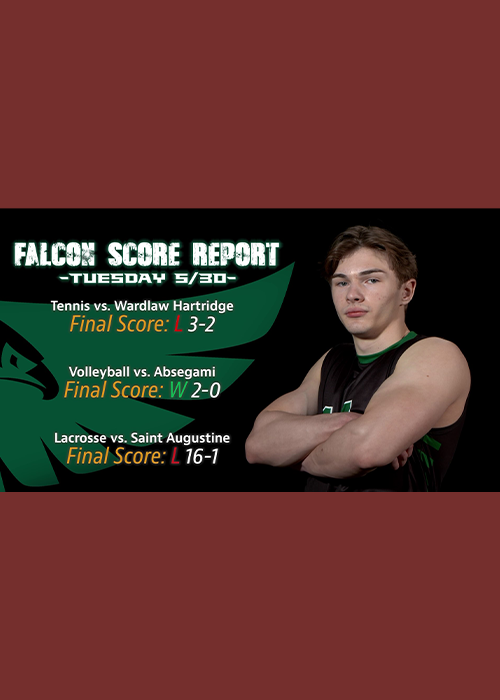 FALCON SCORE REPORT
-TUESDAY 5/30-
Tennis vs. Wardlaw Hartridge
Final Score: L 3-2
Volleyball vs. Absegami
Final Score: W 2-0
Lacrosse vs. Saint Augustine
Final Score: L 16-1